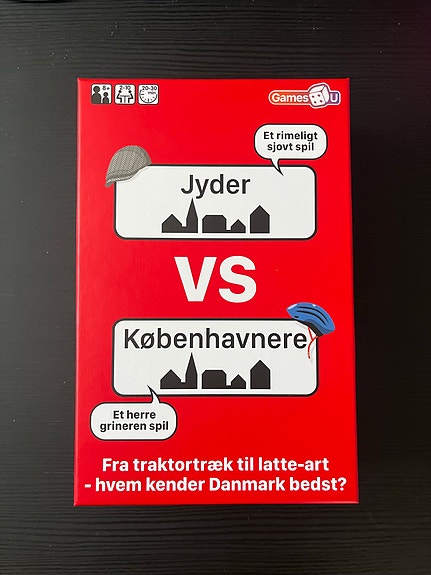 8+
2-10
20-30
min
Games4U
Et rimeligt
sjovt spil
Jyder
VS
Københavnere
Et herre
grineren spil
Fra traktortræk til latte-art
- hvem kender Danmark bedst?